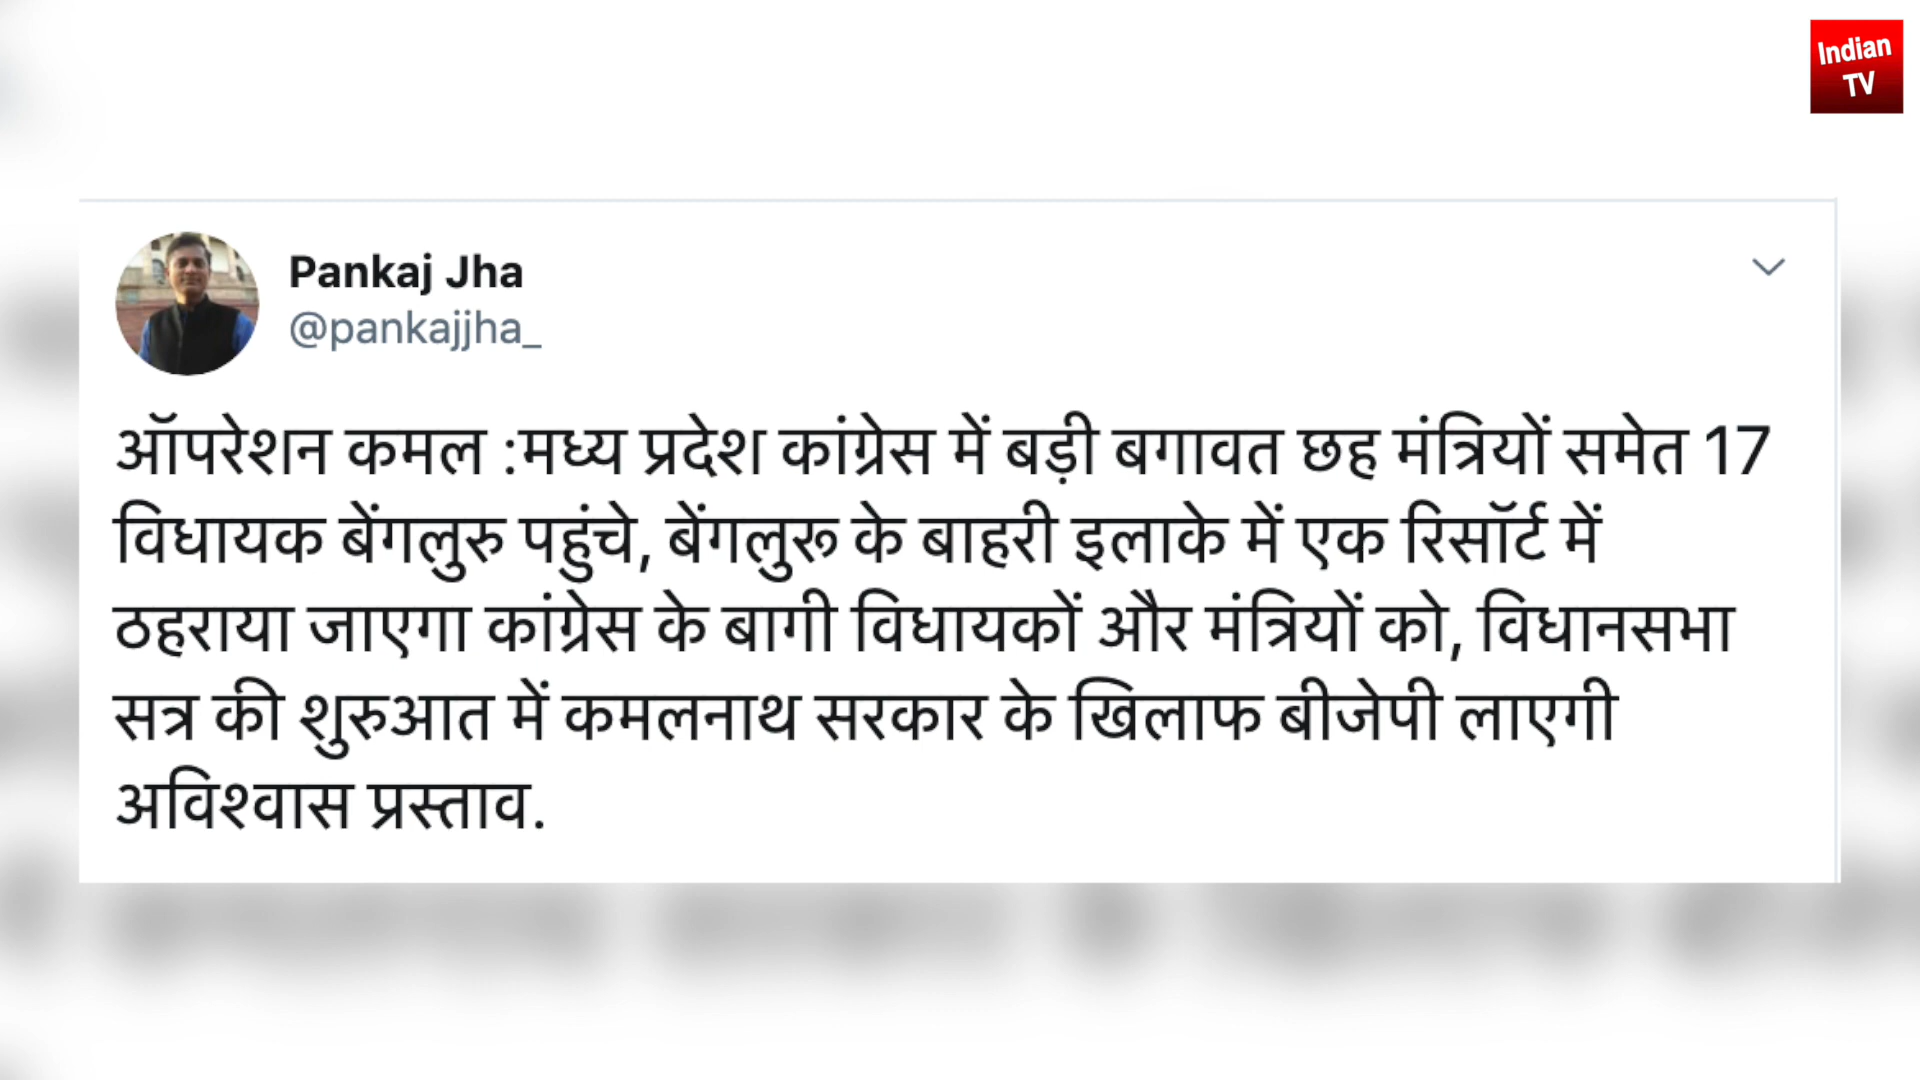 Indian
TV
Pankaj Jha
@pankajjha_
ऑपरेशन कमल :मध्य प्रदेश कांग्रेस में बड़ी बगावत छह मंत्रियों समेत 17
विधायक बेंगलुरु पहुंचे, बेंगलुरू के बाहरी इलाके में एक रिसॉर्ट में
ठहराया जाएगा कांग्रेस के बागी विधायकों और मंत्रियों को, विधानसभा
सत्र की शुरुआत में कमलनाथ सरकार के खिलाफ बीजेपी लाएगी
अविश्वास प्रस्ताव.